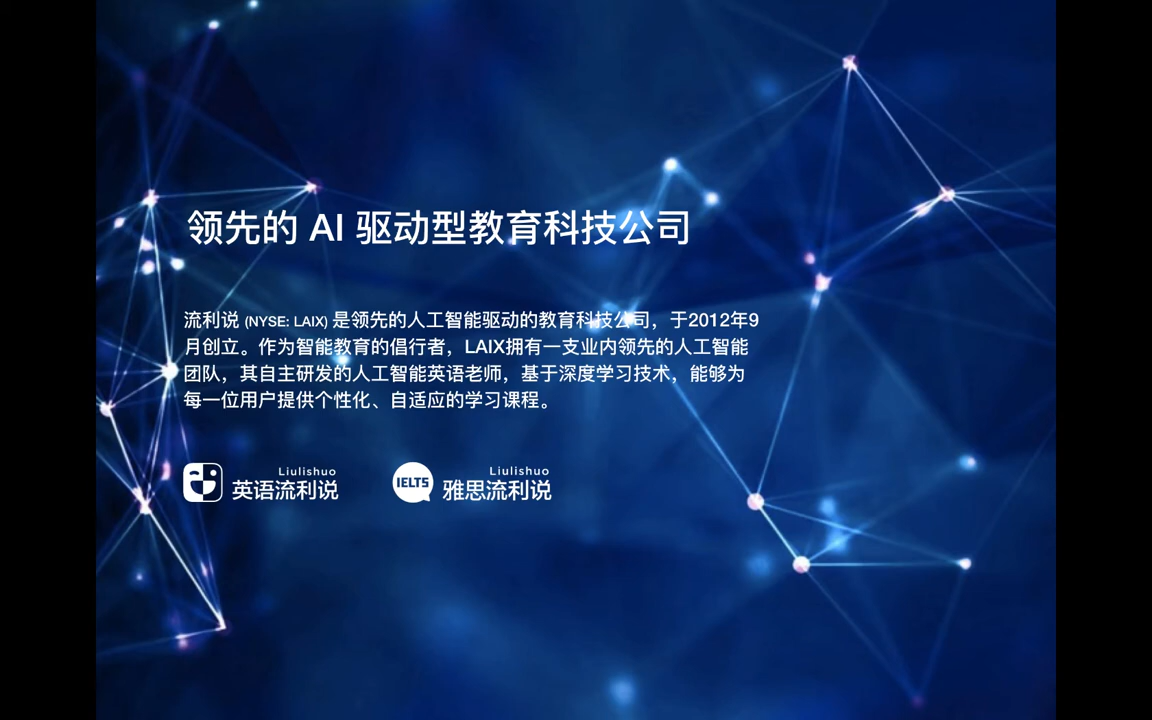 领先的 AI 驱动型教育科技公司
流利说 (NYSE: LAIX) 是领先的人工智能驱动的教育科技公司，于2012年9
月创立。作为智能教育的倡行者，LAIX拥有一支业内领先的人工智能
团队，其自主研发的人工智能英语老师，基于深度学习技术，能够为
每一位用户提供个性化、自适应的学习课程。
Liulishuo
英语流利说
IELTS
Liulishuo
雅思流利说